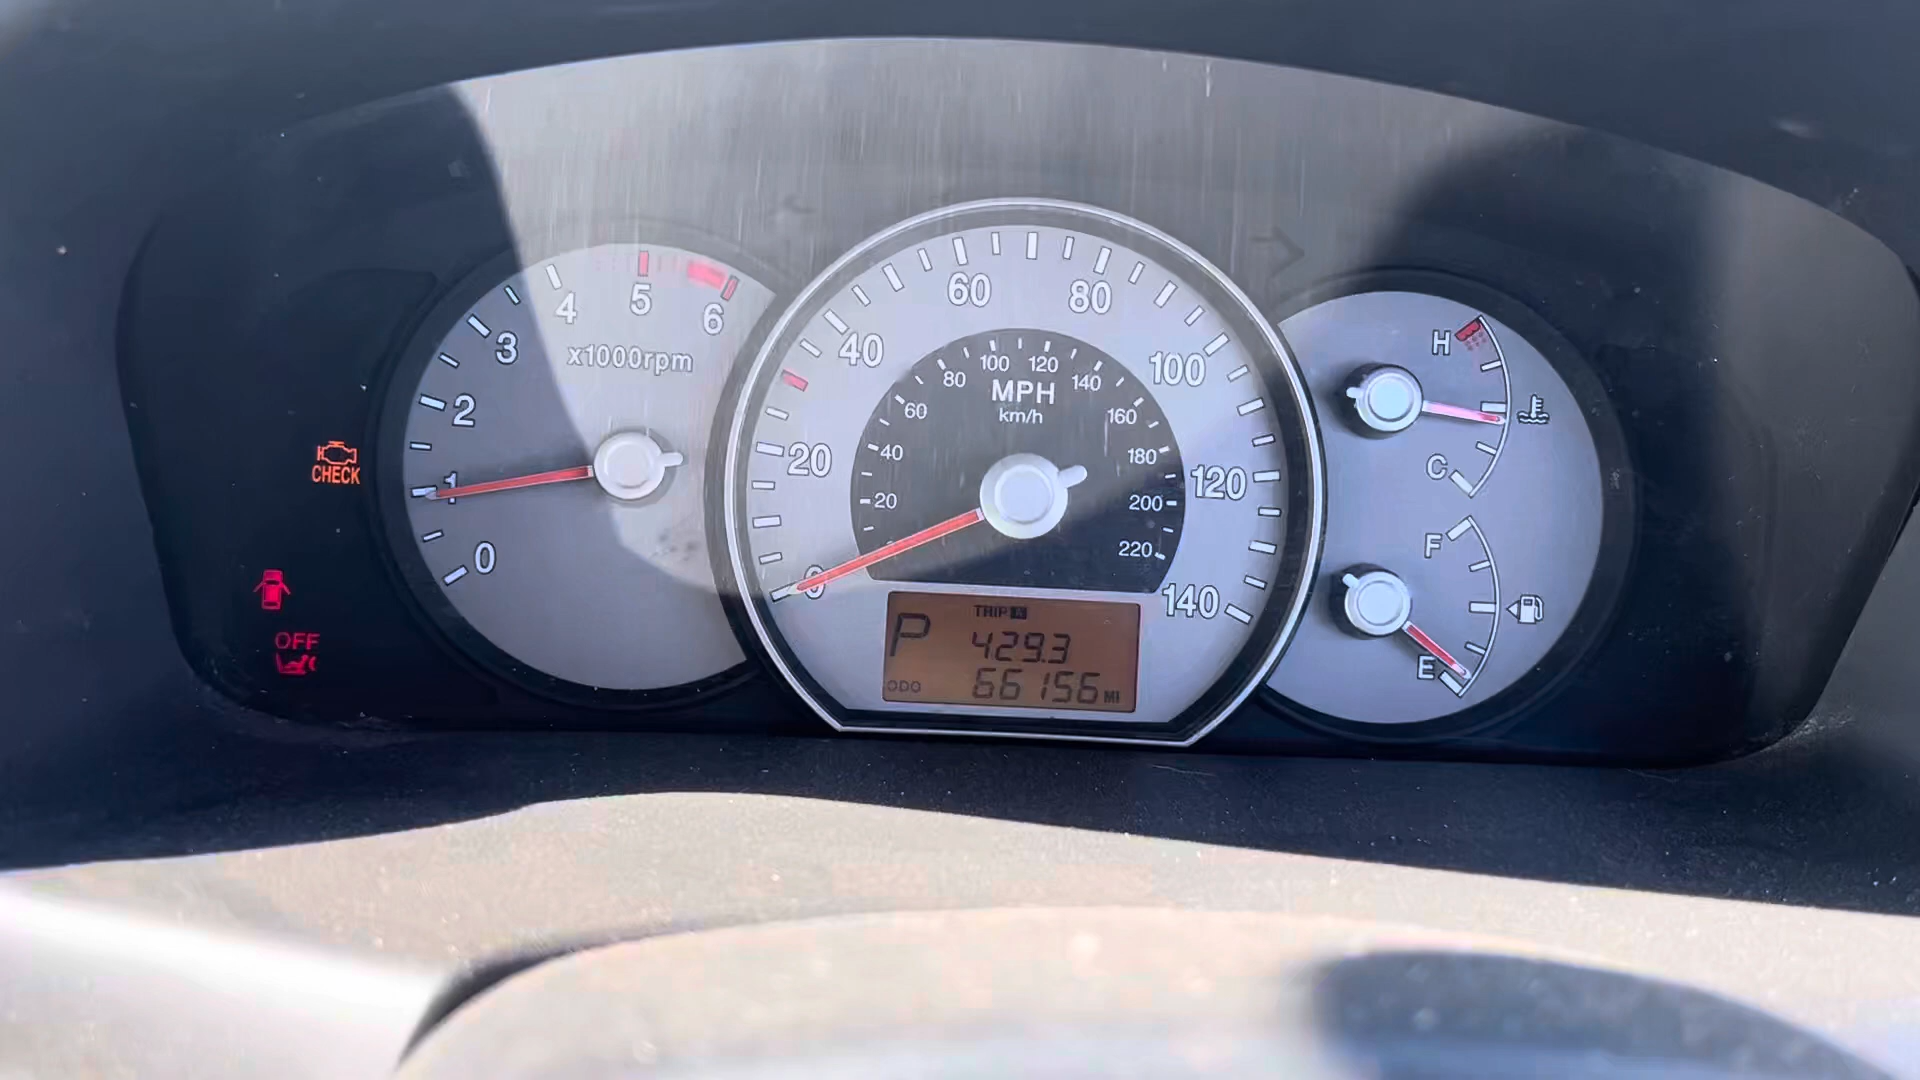 0 1 2 3 4 5 6
x1000rpm
CHECK
OFF
0 20 40 60 80 100 120 140
20 40 60 80 100 120 140 160 180 200 220
MPH
km/h
TRIP A
P 429.3
ODO 66156 MI
H
C
F
E